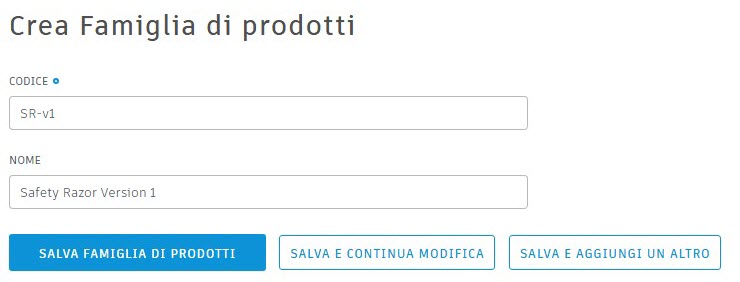 Crea Famiglia di prodotti
CODICE
SR-v1
NOME
Safety Razor Version 1
SALVA FAMIGLIA DI PRODOTTI SALVA E CONTINUA MODIFICA SALVA E AGGIUNGI UN ALTRO